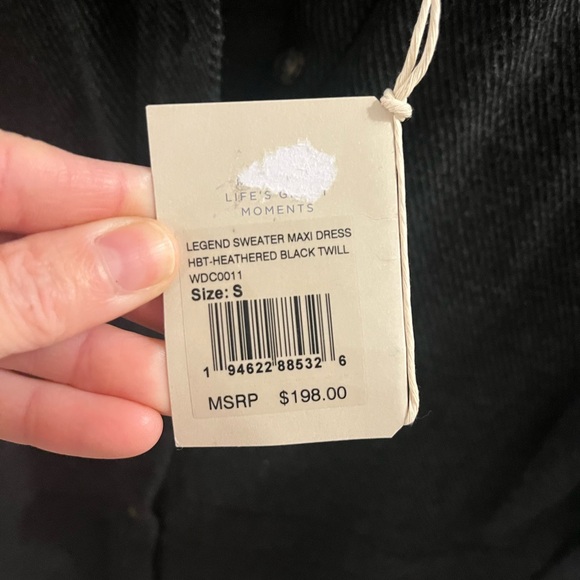 LIFE'S
MOMENTS
LEGEND SWEATER MAXI DRESS
HBT-HEATHERED BLACK TWILL
WDC0011
Size: S
1 94622 88532 6
MSRP $198.00